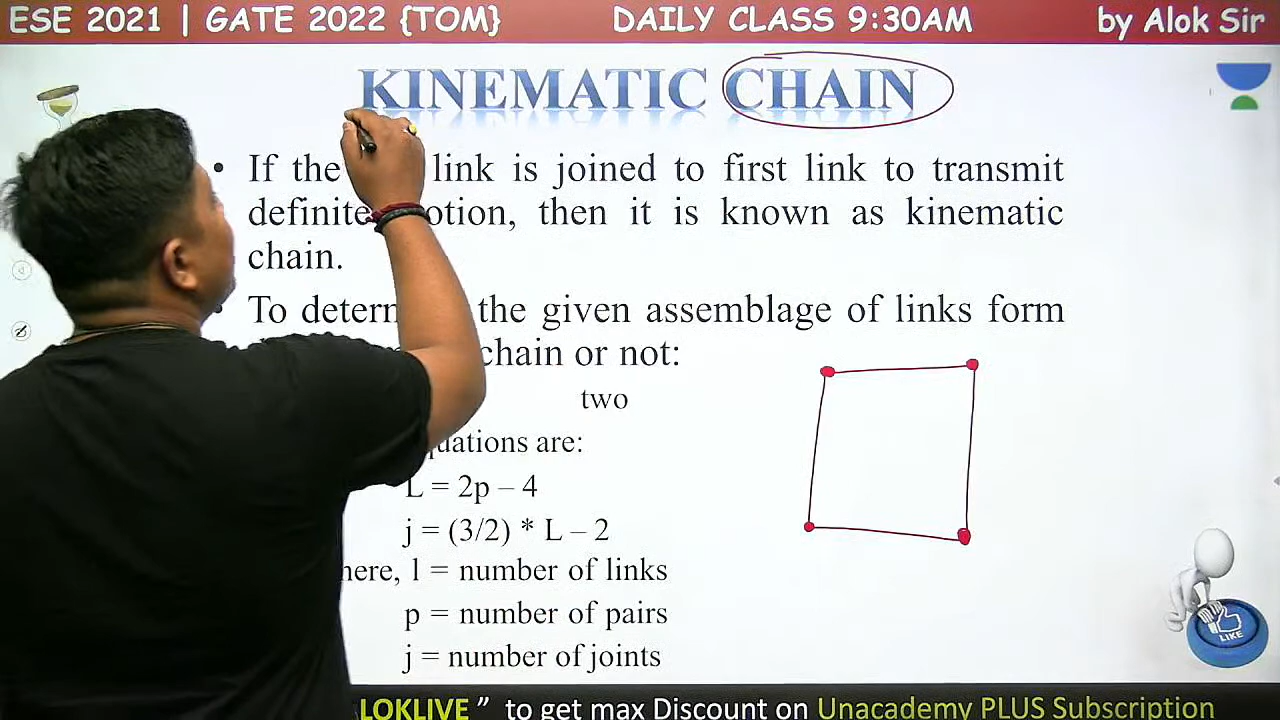 ESE 2021 | GATE 2022 {TOM} DAILY CLASS 9:30AM by Alok Sir
KINEMATIC CHAIN
• If the link is joined to first link to transmit
definite otion, then it is known as kinematic
chain.
To determ the given assemblage of links form
chain or not:
two
quations are:
L = 2p – 4
j = (3/2) * L – 2
here, l = number of links
p = number of pairs
j = number of joints
LIKE
LOKLIVE ” to get max Discount on Unacademy PLUS Subscription